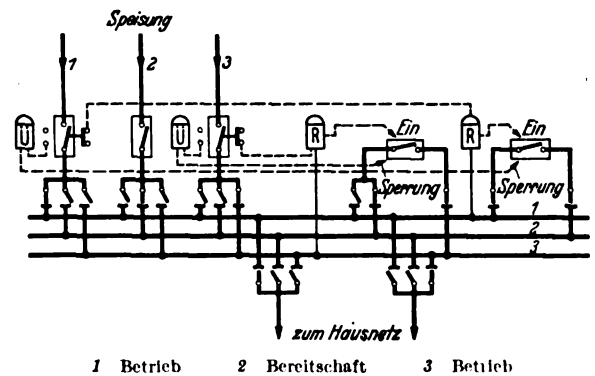 Speisung
1 2 3
U U R Ein R Ein
Sperrung Sperrung
1
2
3
zum Hausnetz
1 Betrieb 2 Bereitschaft 3 Betrieb